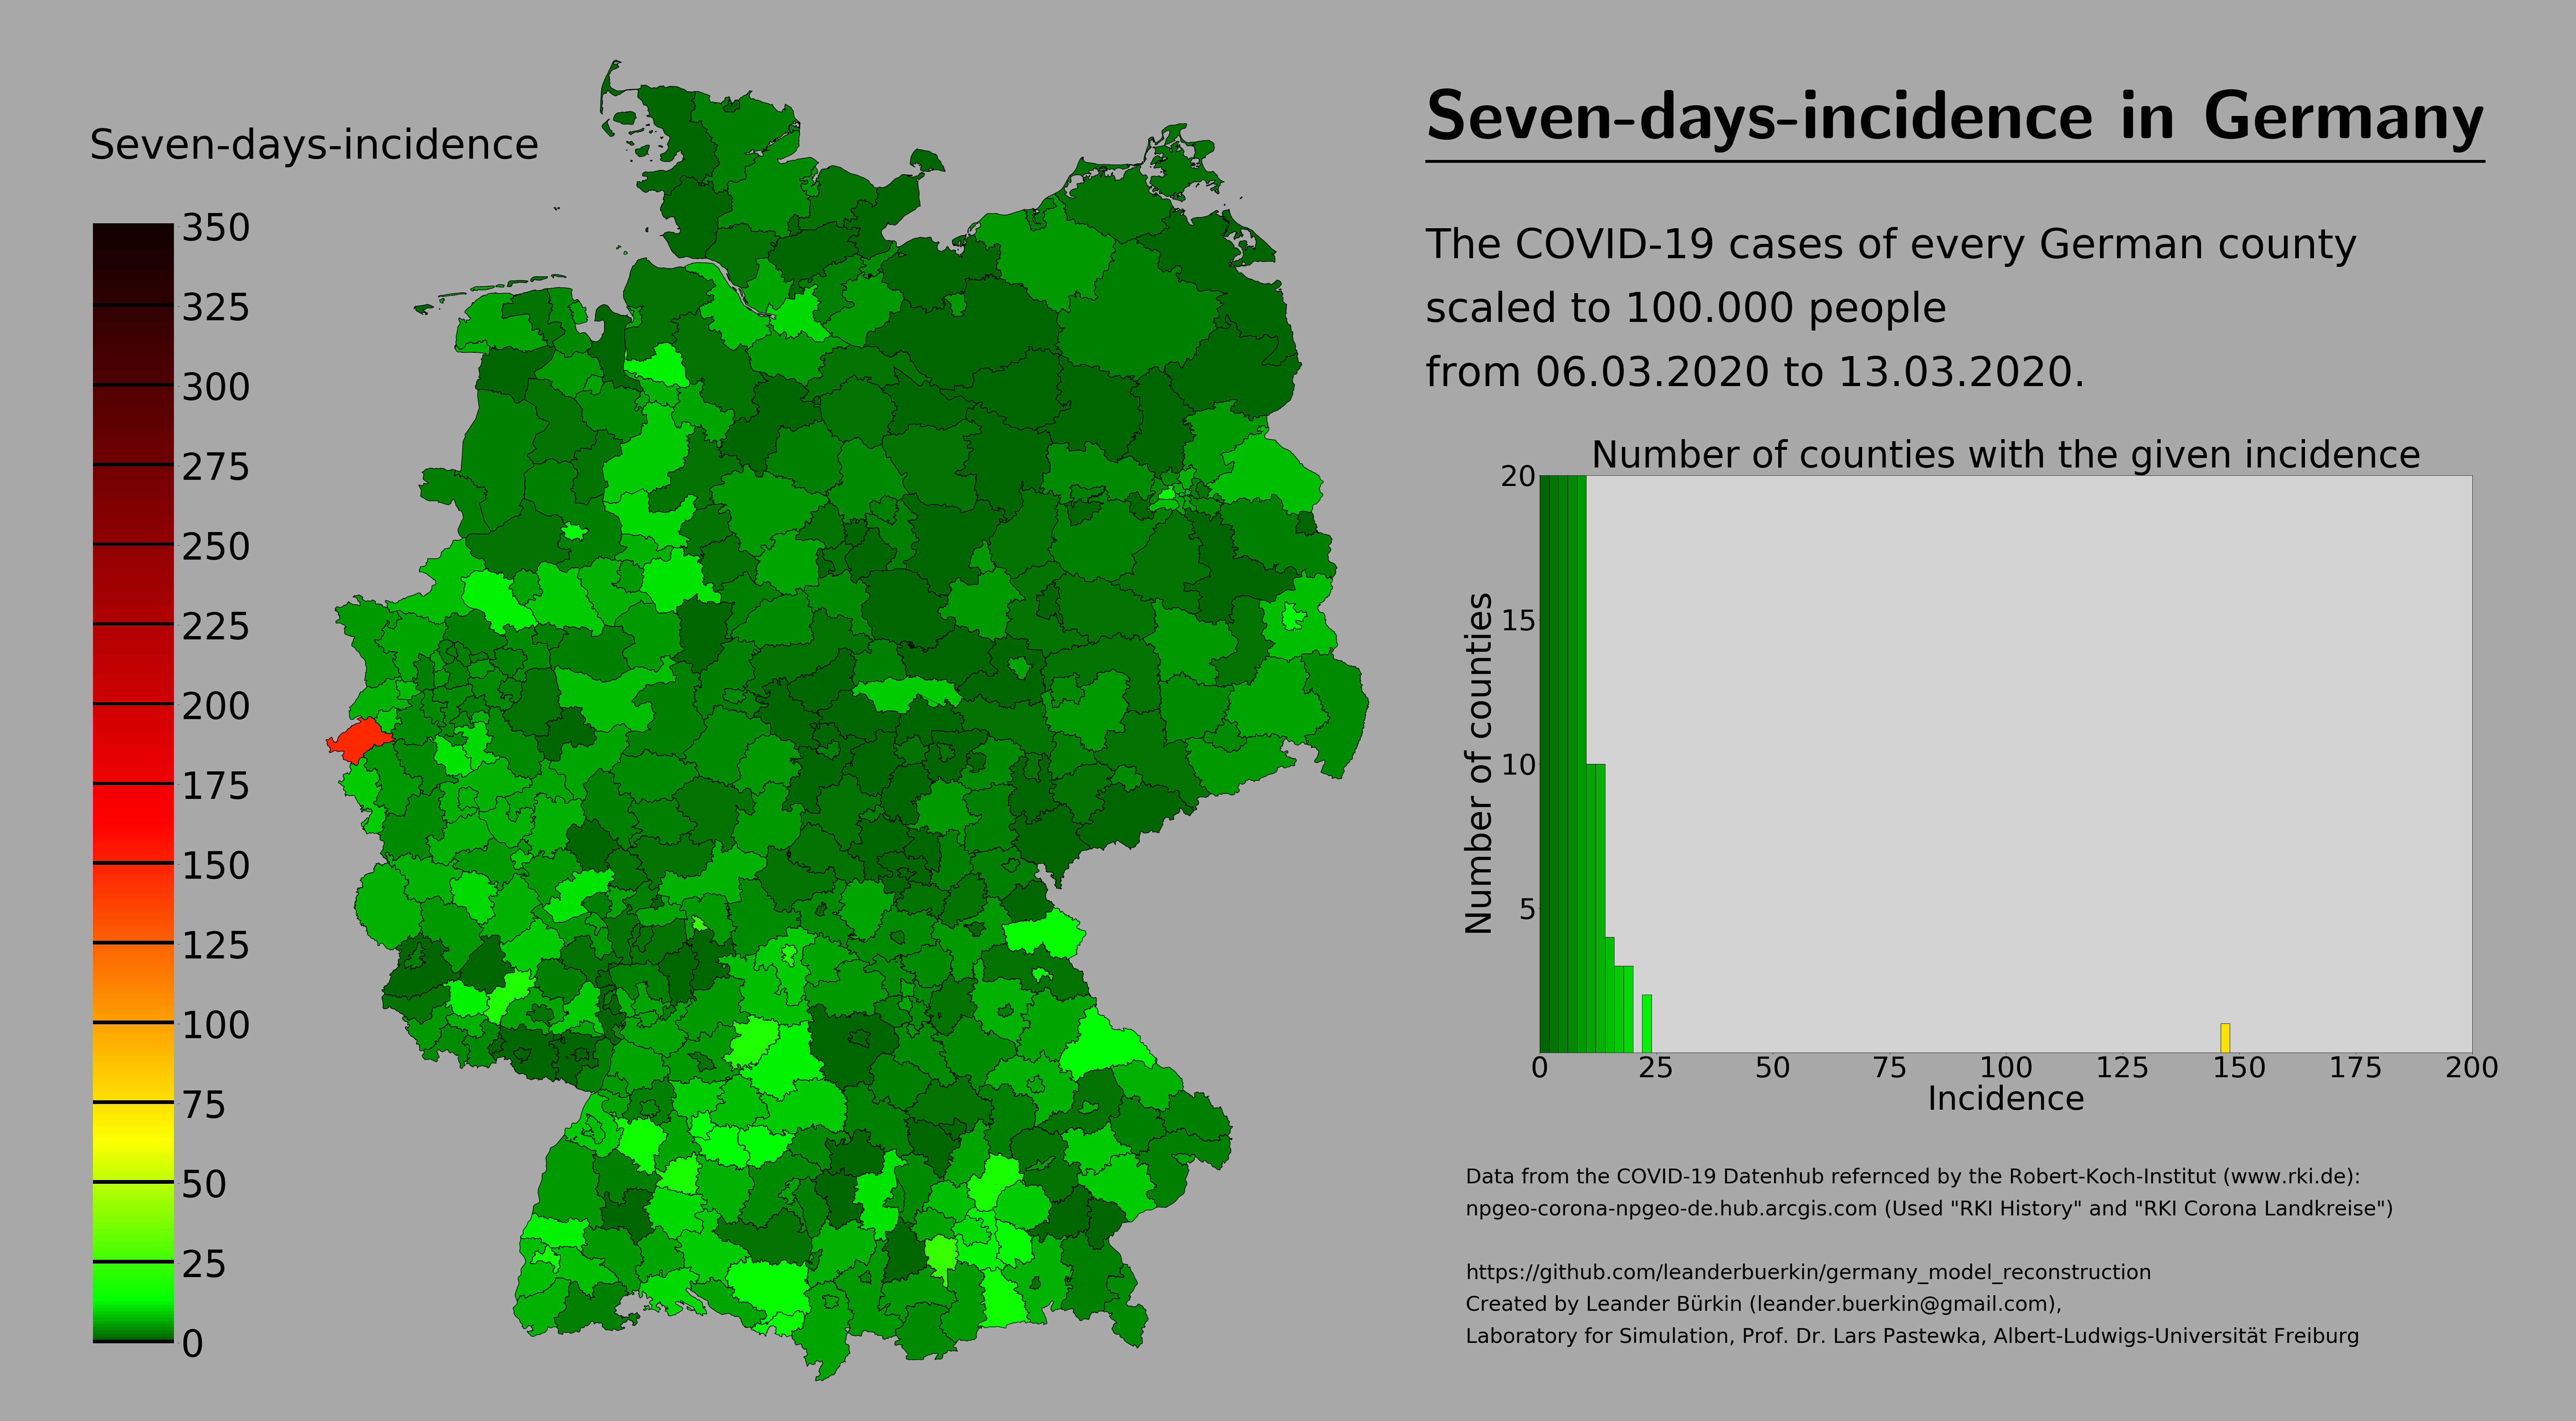 Seven-days-incidence
350
325
300
275
250
225
200
175
150
125
100
75
50
25
0
Seven-days-incidence in Germany
The COVID-19 cases of every German county
scaled to 100.000 people
from 06.03.2020 to 13.03.2020.
Number of counties with the given incidence
Number of counties
20
15
10
5
0 25 50 75 100 125 150 175 200
Incidence
Data from the COVID-19 Datenhub refernced by the Robert-Koch-Institut (www.rki.de):
npgeo-corona-npgeo-de.hub.arcgis.com (Used "RKI History" and "RKI Corona Landkreise")
https://github.com/leanderbuerkin/germany_model_reconstruction
Created by Leander Bürkin (leander.buerkin@gmail.com),
Laboratory for Simulation, Prof. Dr. Lars Pastewka, Albert-Ludwigs-Universität Freiburg